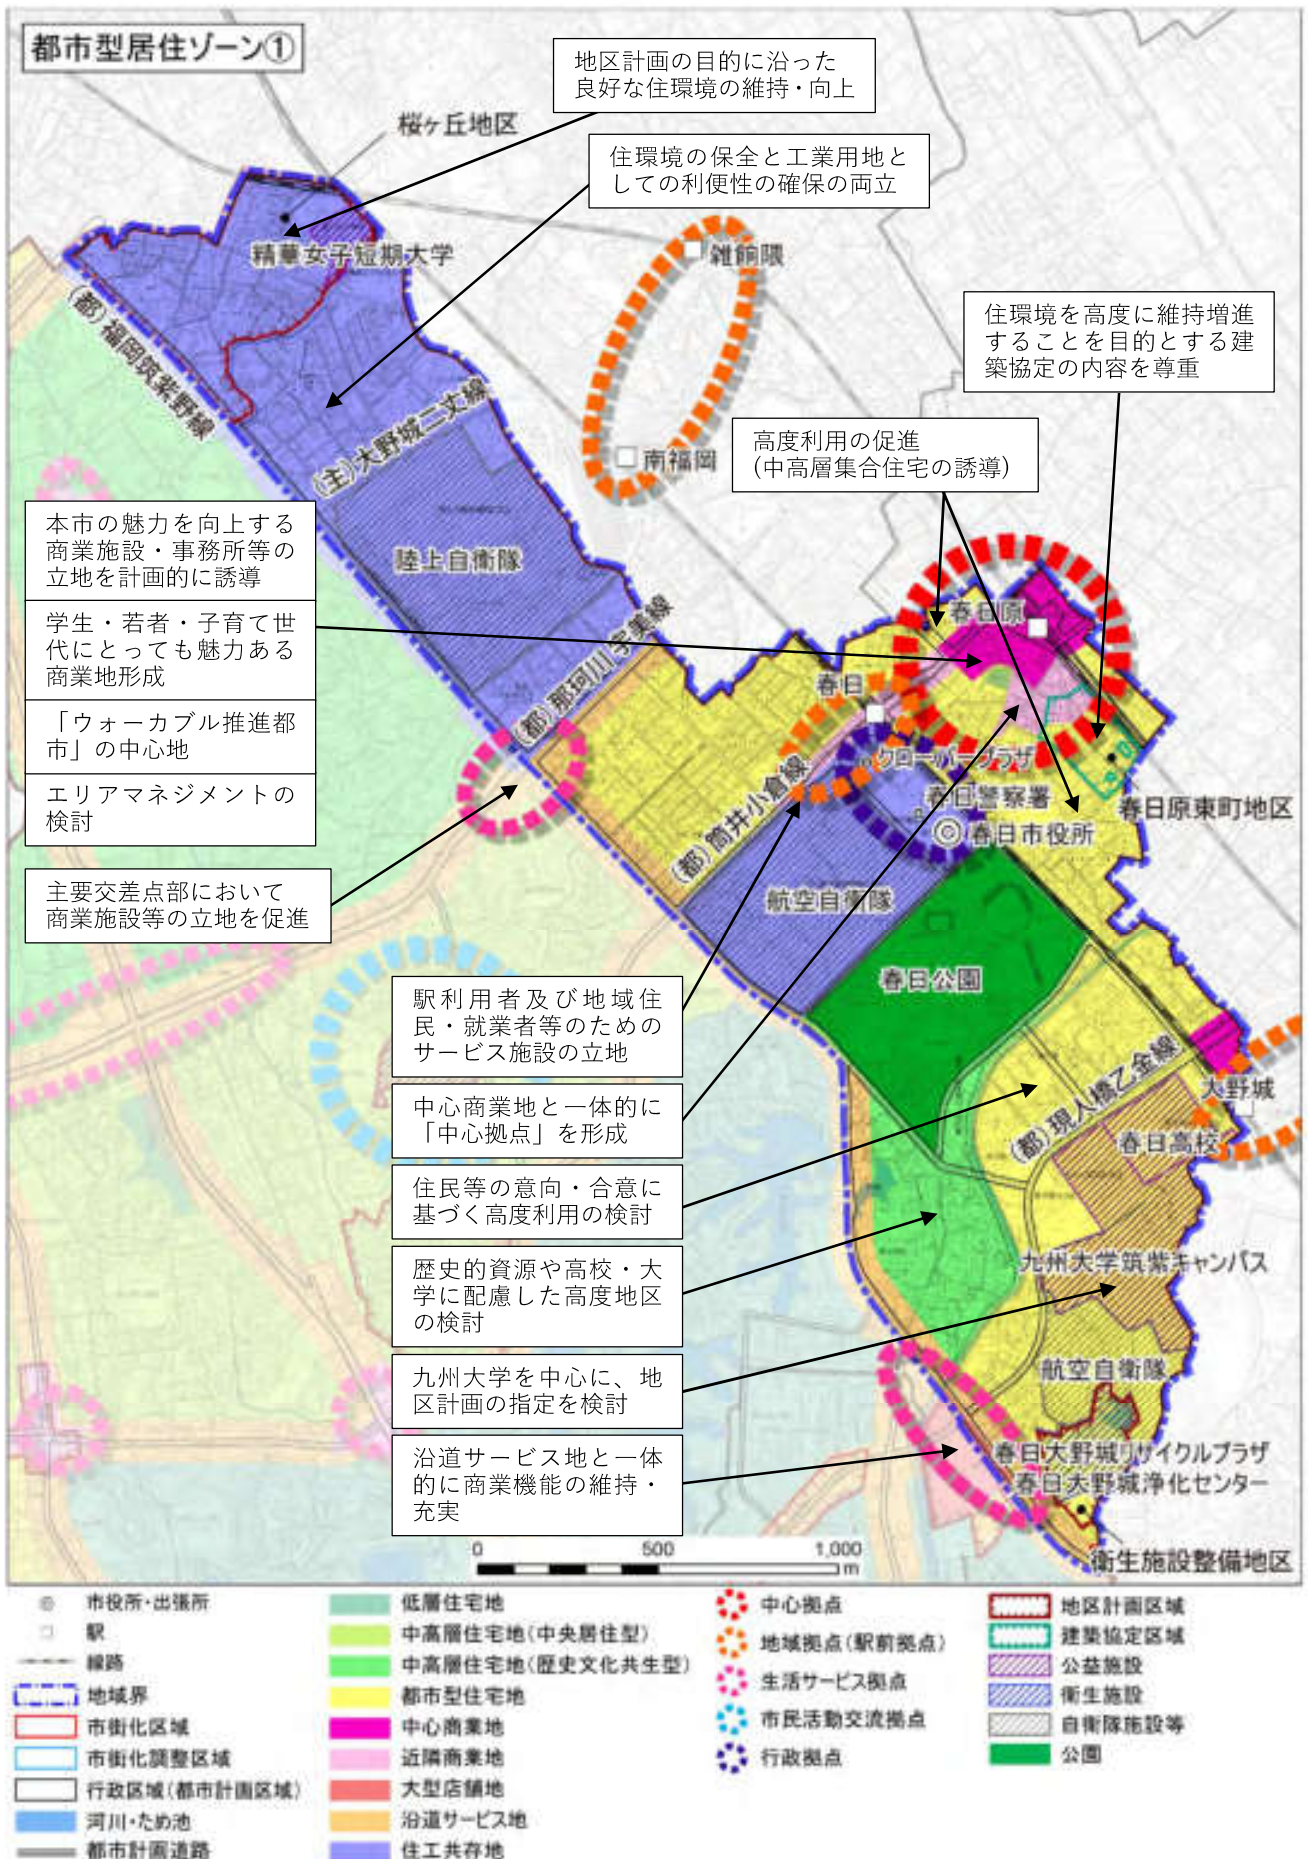 都市型居住ゾーン①
地区計画の目的に沿った
良好な住環境の維持・向上
桜ヶ丘地区
住環境の保全と工業用地と
しての利便性の確保の両立
精華女子短期大学
雑餉隈
(都)福岡筑紫野線
住環境を高度に維持増進
することを目的とする建
築協定の内容を尊重
(主)大野城二丈線
南福岡
高度利用の促進
(中高層集合住宅の誘導)
本市の魅力を向上する
商業施設・事務所等の
立地を計画的に誘導
陸上自衛隊
学生・若者・子育て世
代にとっても魅力ある
商業地形成
春日原
(都)那珂川宇美線
春日
「ウォーカブル推進都
市」の中心地
クローバープラザ
エリアマネジメントの
検討
春日警察署
春日原東町地区
春日市役所
(都)筒井小倉線
主要交差点部において
商業施設等の立地を促進
航空自衛隊
春日公園
駅利用者及び地域住
民・就業者等のための
サービス施設の立地
大野城
中心商業地と一体的に
「中心拠点」を形成
(都)現人橋乙金線
春日高校
住民等の意向・合意に
基づく高度利用の検討
歴史的資源や高校・大
学に配慮した高度地区
の検討
九州大学筑紫キャンパス
九州大学を中心に、地
区計画の指定を検討
航空自衛隊
沿道サービス地と一体
的に商業機能の維持・
充実
春日大野城リサイクルプラザ
春日大野城浄化センター
衛生施設整備地区
0 500 1,000
m
市役所・出張所
駅
線路
地域界
市街化区域
市街化調整区域
行政区域(都市計画区域)
河川・ため池
都市計画道路
低層住宅地
中高層住宅地(中央居住型)
中高層住宅地(歴史文化共生型)
都市型住宅地
中心商業地
近隣商業地
大型店舗地
沿道サービス地
住工共存地
中心拠点
地域拠点(駅前拠点)
生活サービス拠点
市民活動交流拠点
行政拠点
地区計画区域
建築協定区域
公益施設
衛生施設
自衛隊施設等
公園